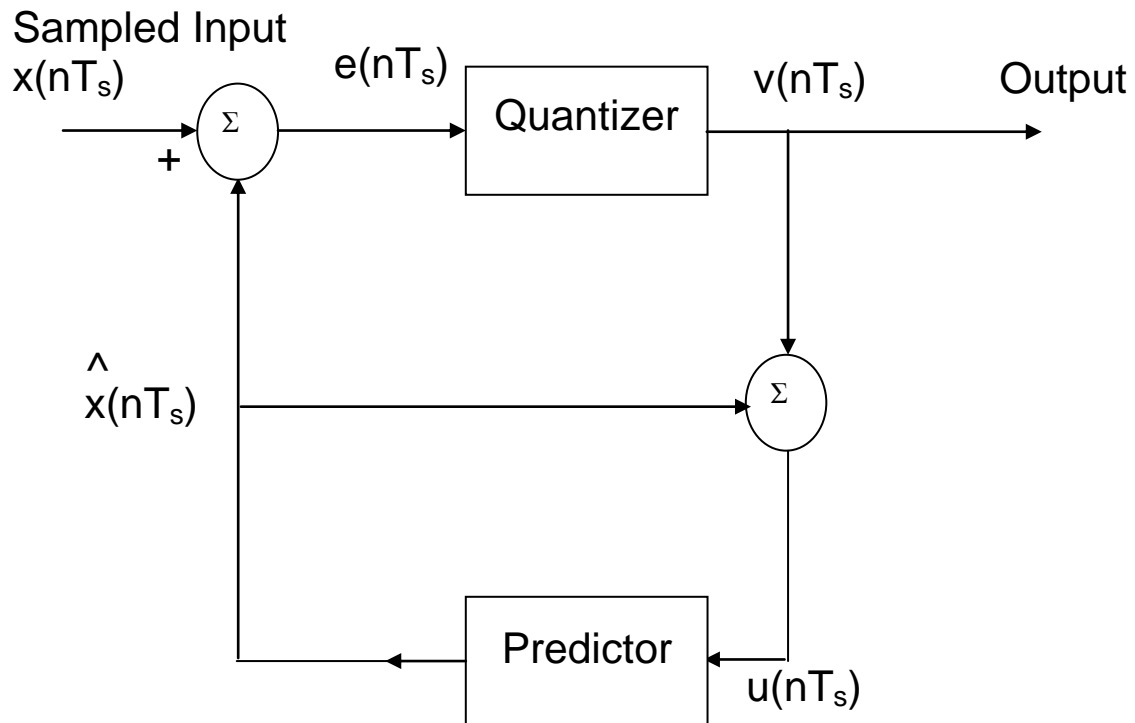 Sampled Input
x(nTₛ)
e(nTₛ)
v(nTₛ)
Output
Σ
Quantizer
+
^
x(nTₛ)
Σ
Predictor
u(nTₛ)